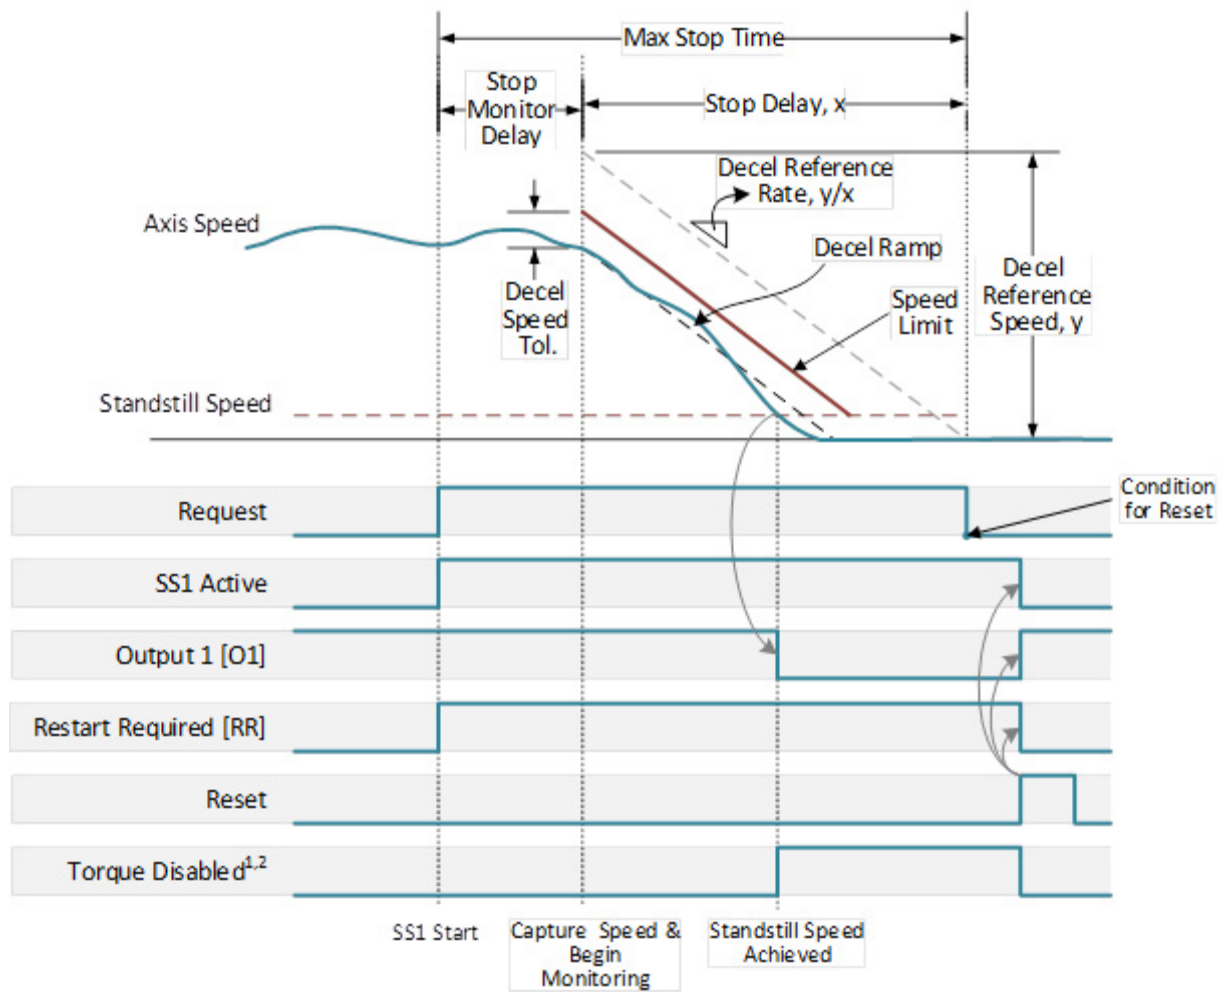 Max Stop Time
Stop
Monitor
Delay
Stop Delay, x
Decel Reference
Rate, y/x
Axis Speed
Decel Ramp
Decel
Speed
Tol.
Speed
Limit
Decel
Reference
Speed, y
Standstill Speed
Request
Condition
for Reset
SS1 Active
Output 1 [O1]
Restart Required [RR]
Reset
Torque Disabled1,2
SS1 Start
Capture Speed &
Begin
Monitoring
Standstill Speed
Achieved